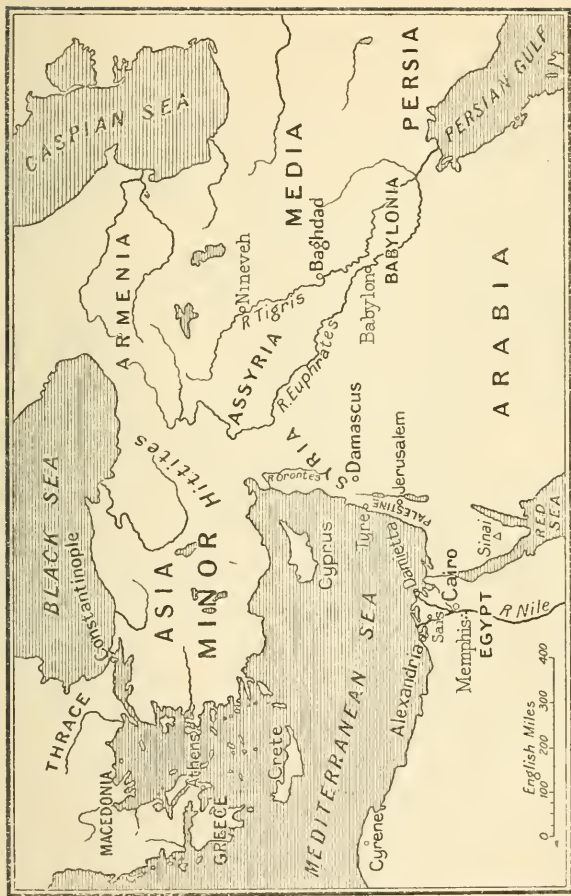 CASPIAN SEA
BLACK SEA
ARMENIA
Constantinople
THRACE
MACEDONIA
ASIA
MINOR
Hittites
MEDIA
Nineveh
R Tigris
ASSYRIA
Athens
GREECE
Baghdad
PERSIA
R. Euphrates
Babylon
BABYLONIA
PERSIAN GULF
R Orontes
SYRIA
Cyprus
Crete
Damascus
MEDITERRANEAN SEA
Tyre
PALESTINE
Jerusalem
ARABIA
Cyrene
Alexandria
Damietta
Sais
Cairo
Memphis
EGYPT
Sinai
RED
SEA
R Nile
English Miles
0 100 200 300 400